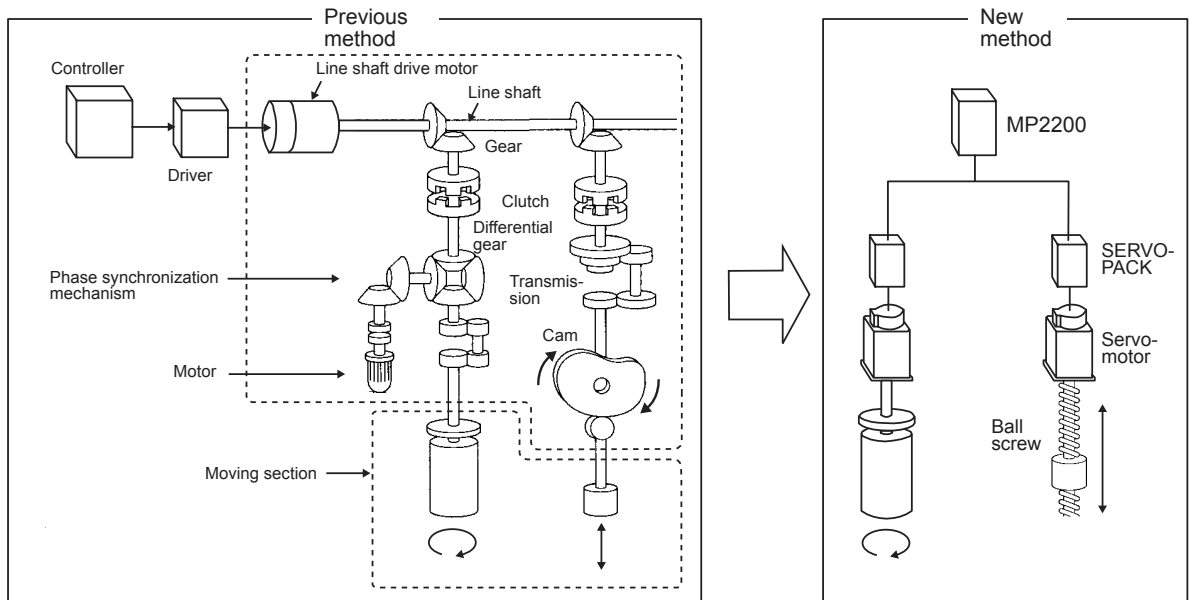 Previous
method
Controller
Line shaft drive motor
Line shaft
Driver
Gear
Clutch
Differential
gear
Phase synchronization
mechanism
Transmis-
sion
Cam
Motor
Moving section
New
method
MP2200
SERVO-
PACK
Servo-
motor
Ball
screw